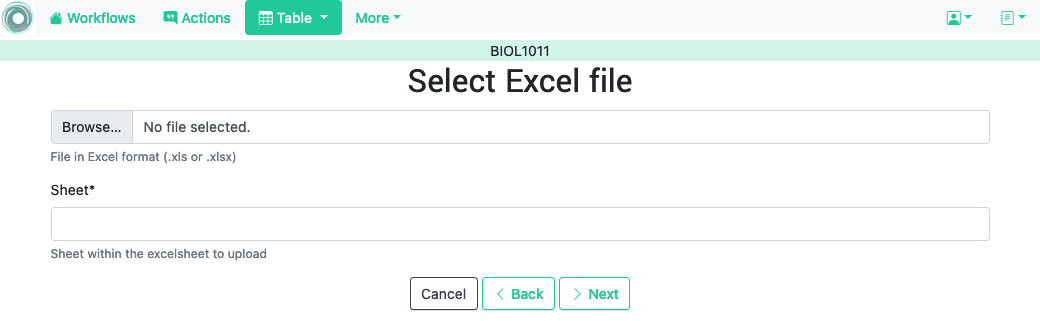 Workflows Actions Table More
BIOL1011
Select Excel file
Browse... No file selected.
File in Excel format (.xls or .xlsx)
Sheet*
Sheet within the excelsheet to upload
Cancel Back Next